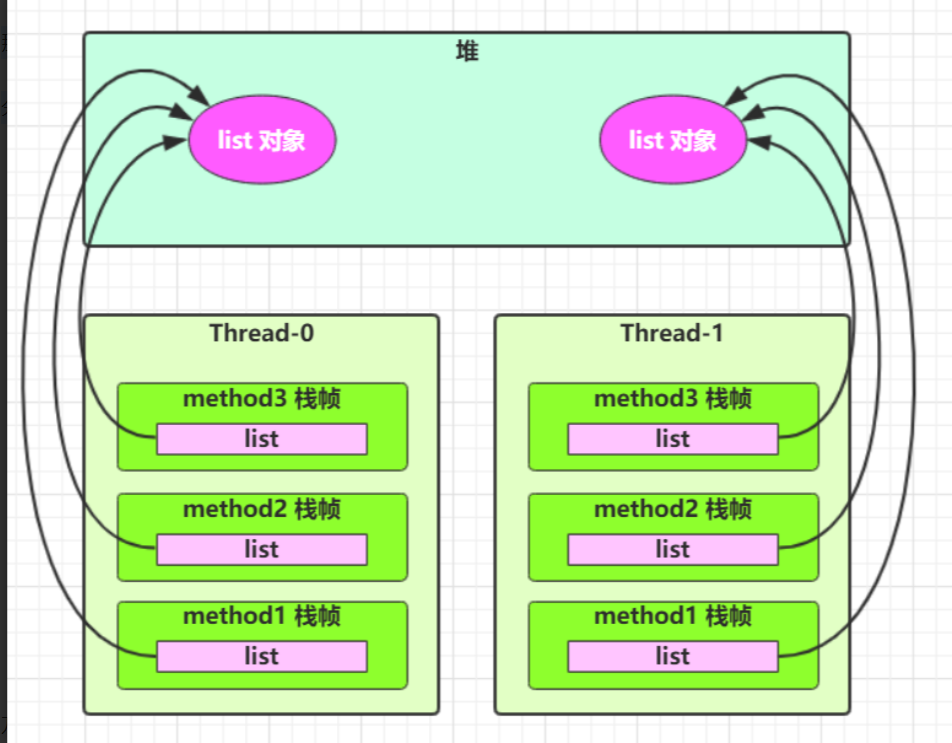 堆
list 对象
list 对象
Thread-0
method3 栈帧
list
method2 栈帧
list
method1 栈帧
list
Thread-1
method3 栈帧
list
method2 栈帧
list
method1 栈帧
list